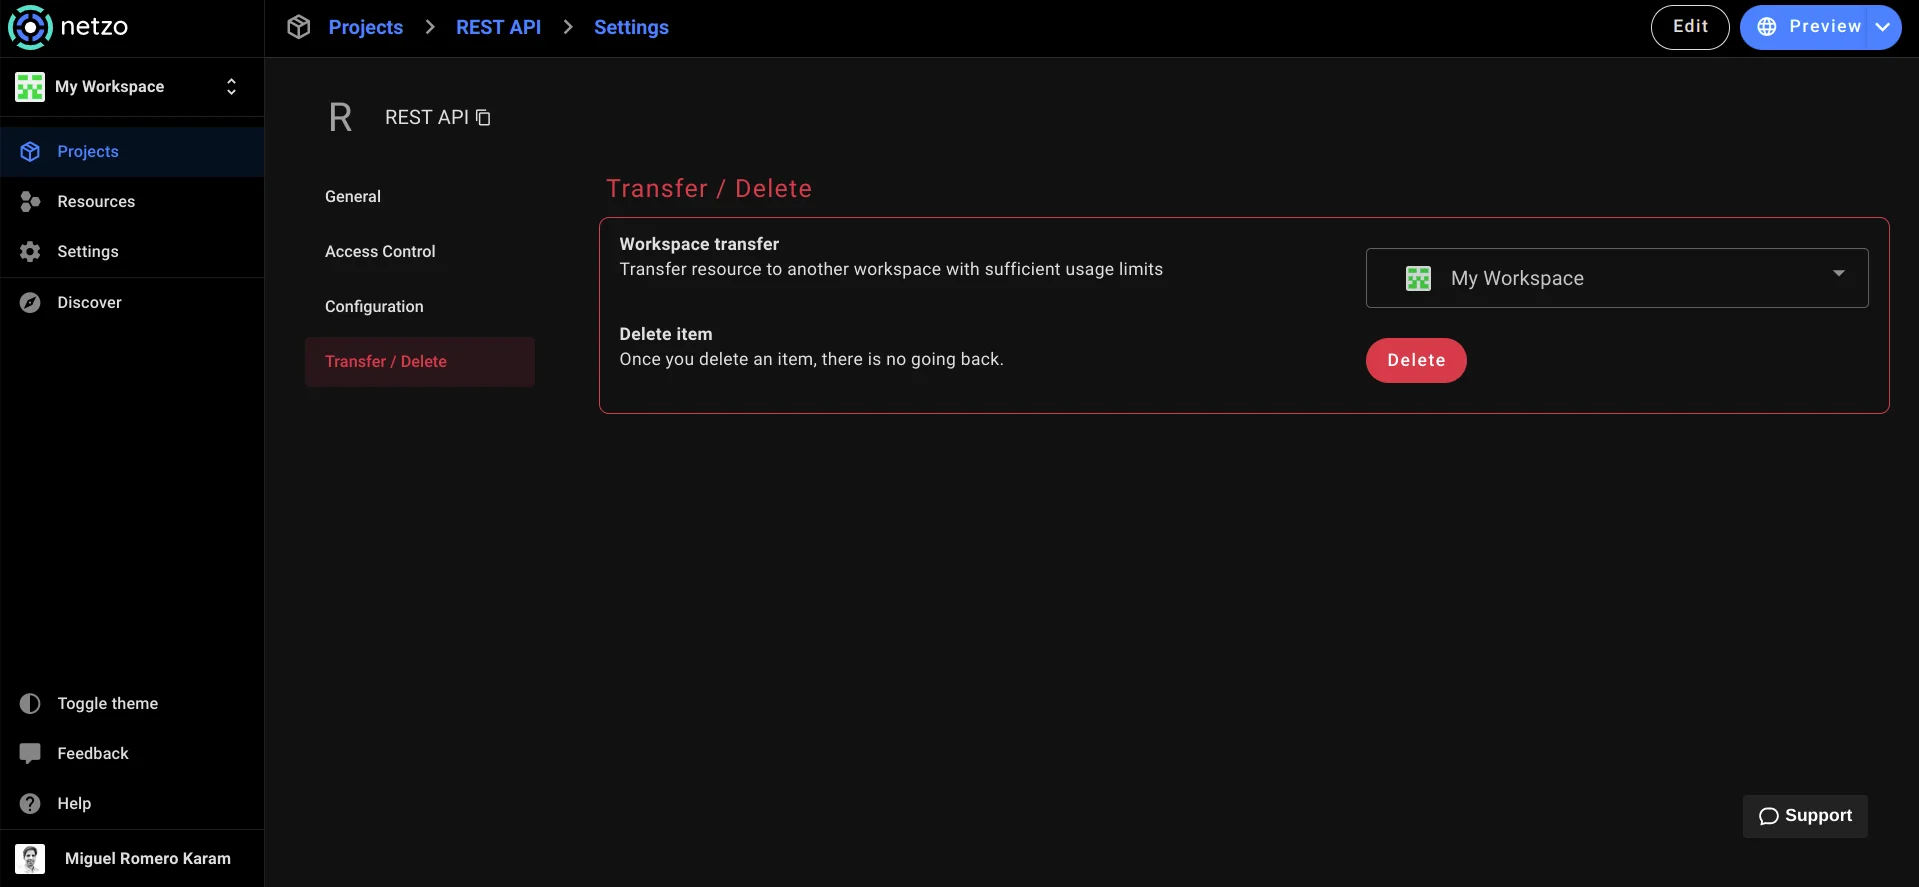 netzo
Projects > REST API > Settings
Edit
Preview
My Workspace
Projects
Resources
Settings
Discover
Toggle theme
Feedback
Help
Miguel Romero Karam
R
REST API
General
Access Control
Configuration
Transfer / Delete
Transfer / Delete
Workspace transfer
Transfer resource to another workspace with sufficient usage limits
My Workspace
Delete item
Once you delete an item, there is no going back.
Delete
Support